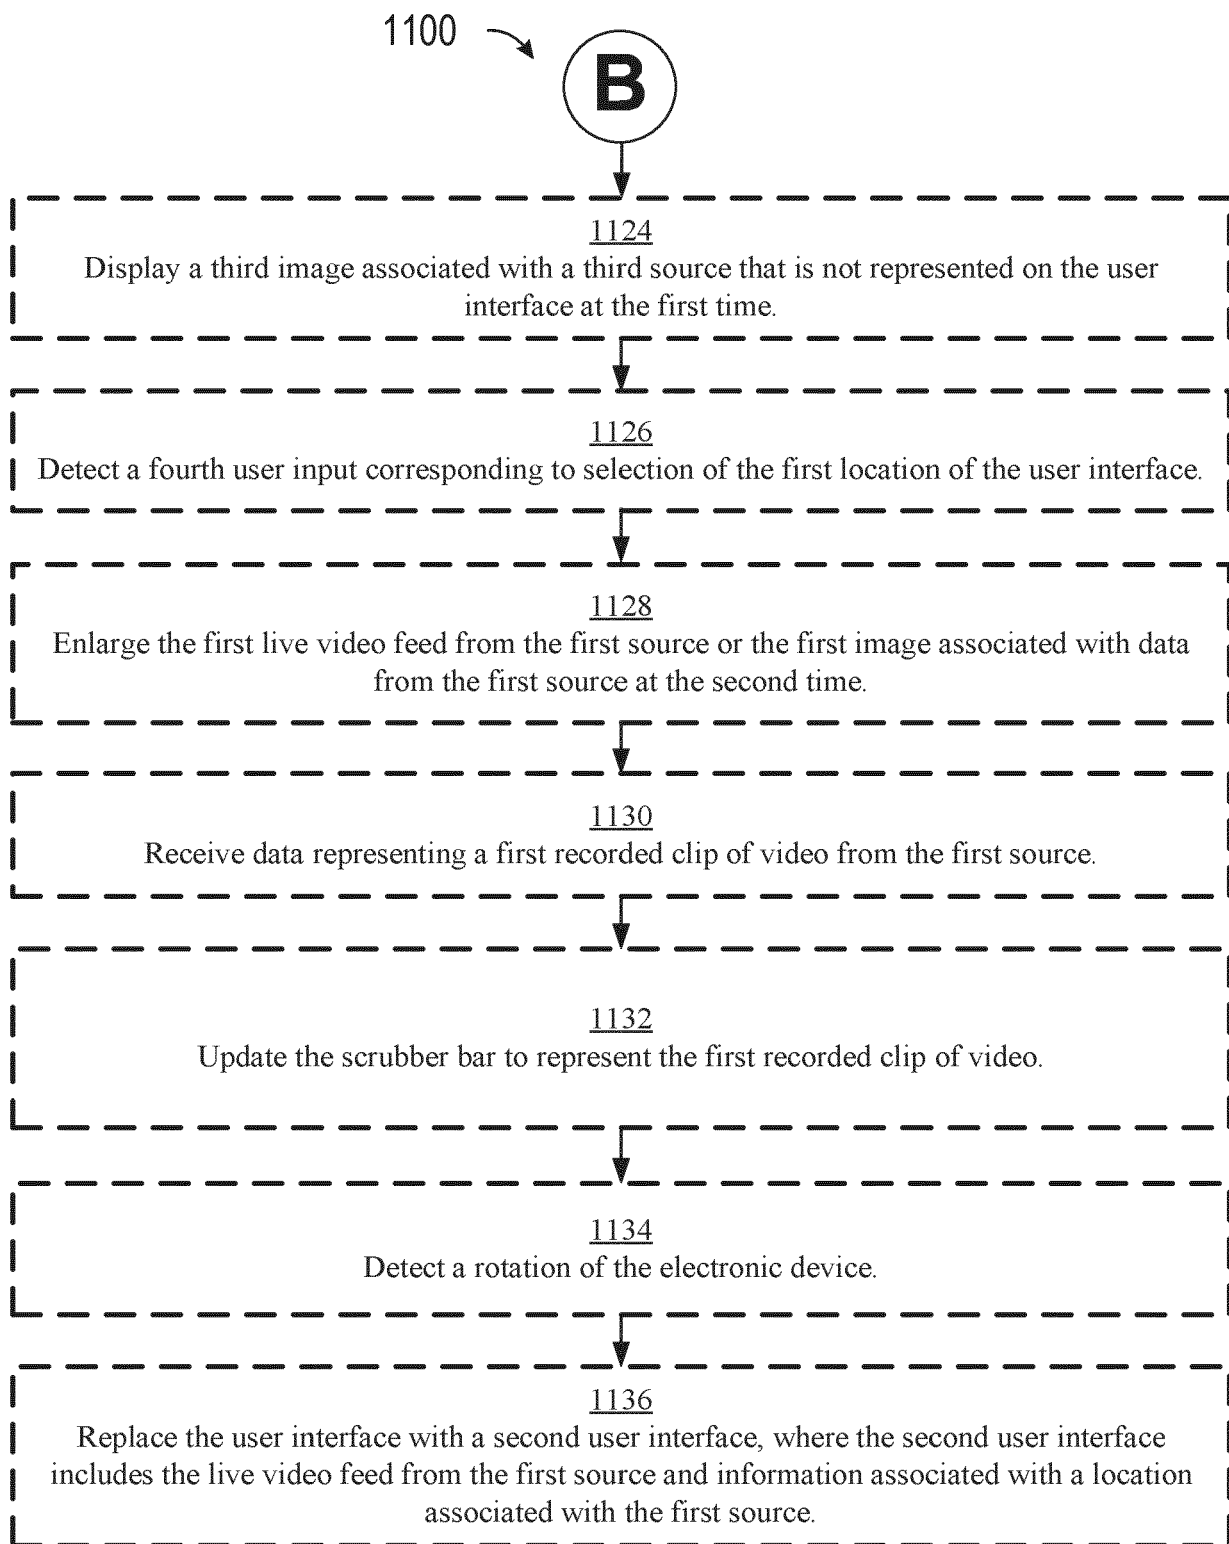 1100
B
1124
Display a third image associated with a third source that is not represented on the user
interface at the first time.
1126
Detect a fourth user input corresponding to selection of the first location of the user interface.
1128
Enlarge the first live video feed from the first source or the first image associated with data
from the first source at the second time.
1130
Receive data representing a first recorded clip of video from the first source.
1132
Update the scrubber bar to represent the first recorded clip of video.
1134
Detect a rotation of the electronic device.
1136
Replace the user interface with a second user interface, where the second user interface
includes the live video feed from the first source and information associated with a location
associated with the first source.